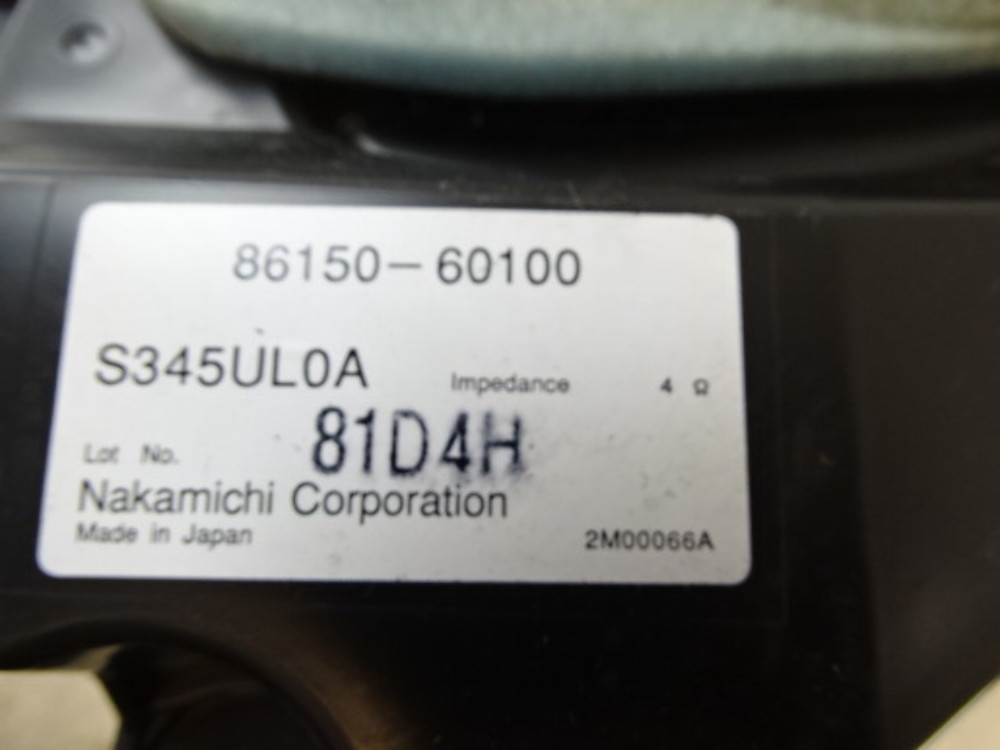 86150-60100
S345UL0A Impedance 4 Ω
Lot No. 81D4H
Nakamichi Corporation
Made in Japan 2M00066A